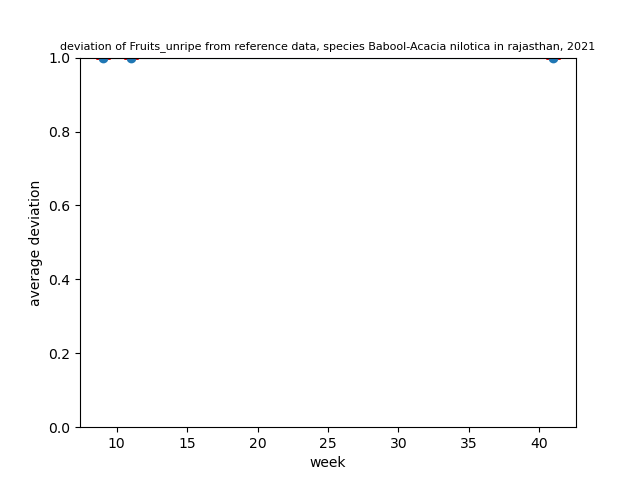 deviation of Fruits_unripe from reference data, species Babool-Acacia nilotica in rajasthan, 2021
1.0
0.8
0.6
0.4
0.2
0.0
average deviation
10 15 20 25 30 35 40
week